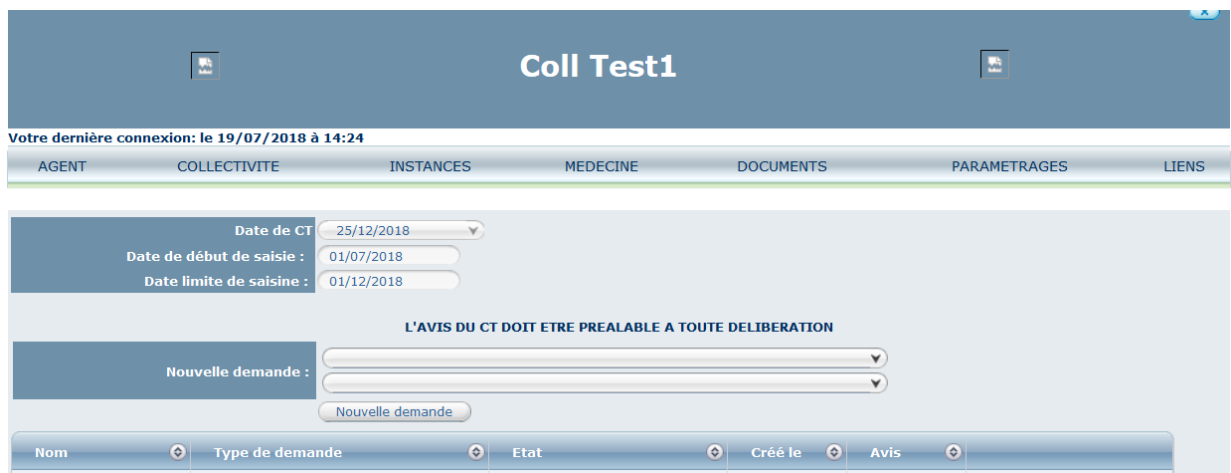 x
Coll Test1
Votre dernière connexion: le 19/07/2018 à 14:24
AGENT COLLECTIVITE INSTANCES MEDECINE DOCUMENTS PARAMETRAGES LIENS
Date de CT 25/12/2018
Date de début de saisie : 01/07/2018
Date limite de saisine : 01/12/2018
L'AVIS DU CT DOIT ETRE PREALABLE A TOUTE DELIBERATION
Nouvelle demande :
Nouvelle demande
Nom Type de demande Etat Créé le Avis